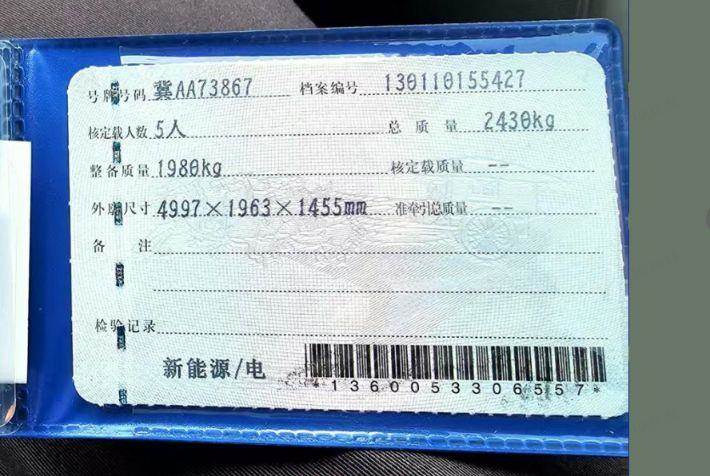 号牌号码 冀AA73867 档案编号 130110155427
核定载人数 5人 总质量 2430kg
整备质量 1980kg 核定载质量 --
外廓尺寸 4997×1963×1455mm 准牵引总质量 --
备注
检验记录
新能源/电
*1360053306557*